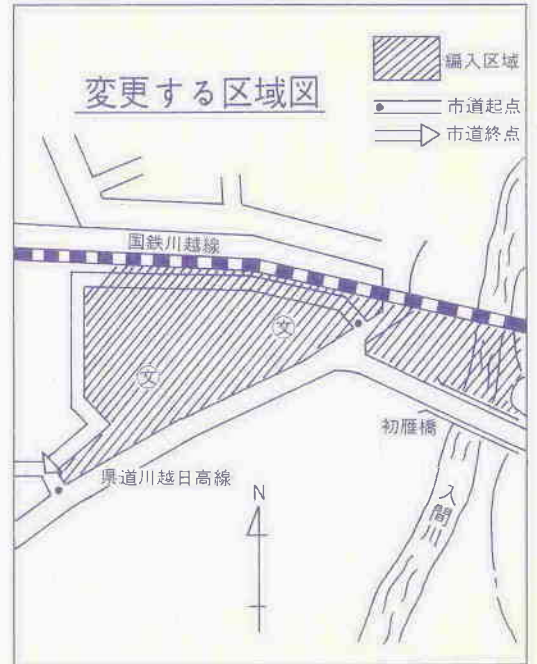 編入区域
変更する区域図
市道起点
市道終点
国鉄川越線
文
文
初雁橋
県道川越日高線
N
入間川